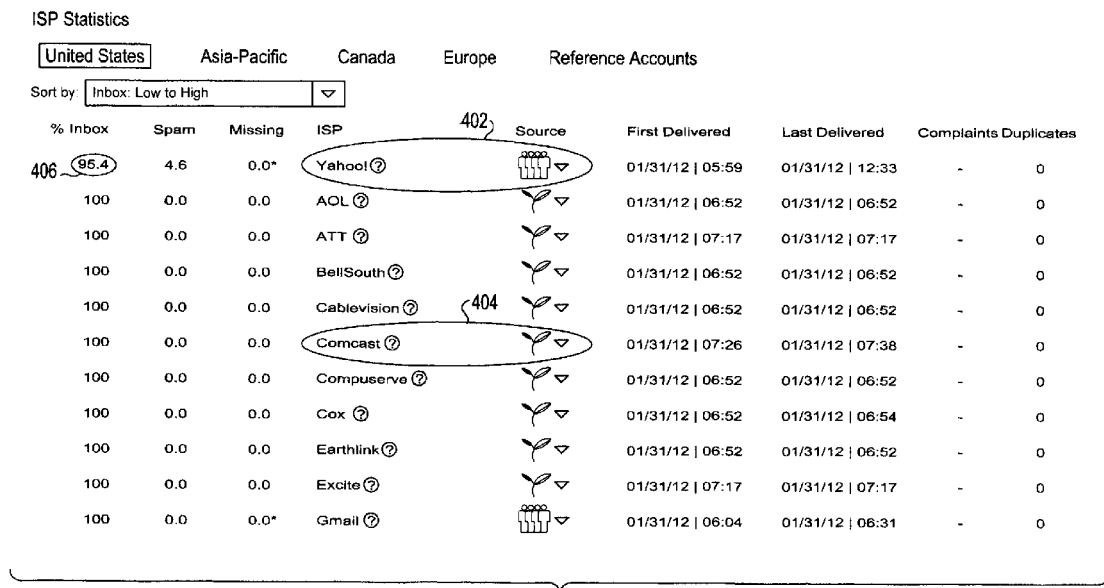 ISP Statistics
United States Asia-Pacific Canada Europe Reference Accounts
Sort by: Inbox: Low to High
% Inbox Spam Missing ISP 402 Source First Delivered Last Delivered Complaints Duplicates
406 95.4 4.6 0.0* Yahoo! ? 01/31/12 | 05:59 01/31/12 | 12:33 - 0
100 0.0 0.0 AOL ? 01/31/12 | 06:52 01/31/12 | 06:52 - 0
100 0.0 0.0 ATT ? 01/31/12 | 07:17 01/31/12 | 07:17 - 0
100 0.0 0.0 BellSouth ? 01/31/12 | 06:52 01/31/12 | 06:52 - 0
100 0.0 0.0 Cablevision ? 404 01/31/12 | 06:52 01/31/12 | 06:52 - 0
100 0.0 0.0 Comcast ? 01/31/12 | 07:26 01/31/12 | 07:38 - 0
100 0.0 0.0 Compuserve ? 01/31/12 | 06:52 01/31/12 | 06:52 - 0
100 0.0 0.0 Cox ? 01/31/12 | 06:52 01/31/12 | 06:54 - 0
100 0.0 0.0 Earthlink ? 01/31/12 | 06:52 01/31/12 | 06:52 - 0
100 0.0 0.0 Excite ? 01/31/12 | 07:17 01/31/12 | 07:17 - 0
100 0.0 0.0* Gmail ? 01/31/12 | 06:04 01/31/12 | 06:31 - 0